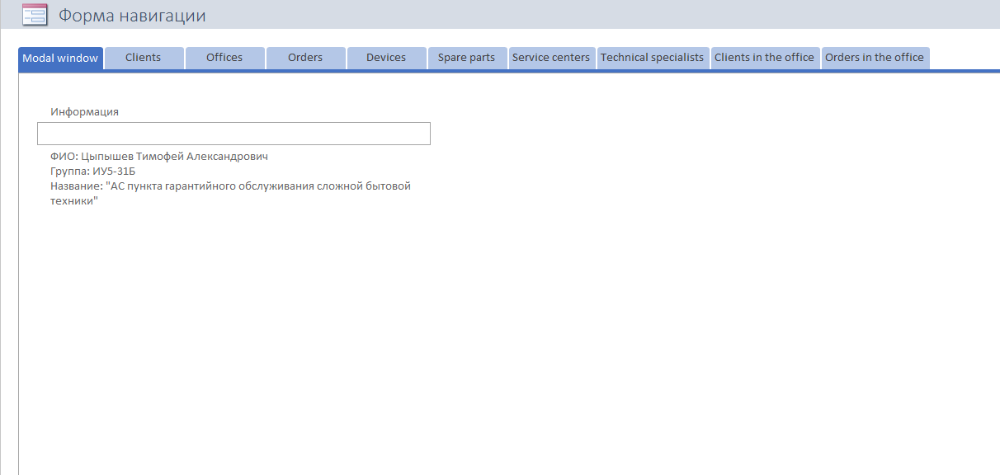 Форма навигации
Modal window Clients Offices Orders Devices Spare parts Service centers Technical specialists Clients in the office Orders in the office
Информация
ФИО: Цыпышев Тимофей Александрович
Группа: ИУ5-31Б
Название: "АС пункта гарантийного обслуживания сложной бытовой
техники"